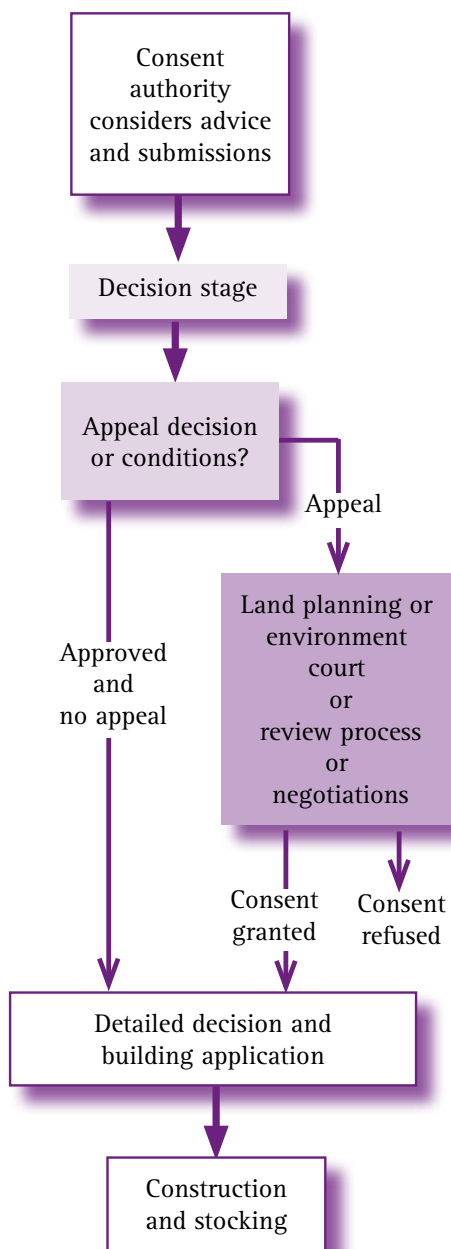 Consent
authority
considers advice
and submissions
Decision stage
Appeal decision
or conditions?
Appeal
Land planning or
environment
court
or
review process
or
negotiations
Approved
and
no appeal
Consent
granted
Consent
refused
Detailed decision and
building application
Construction
and stocking